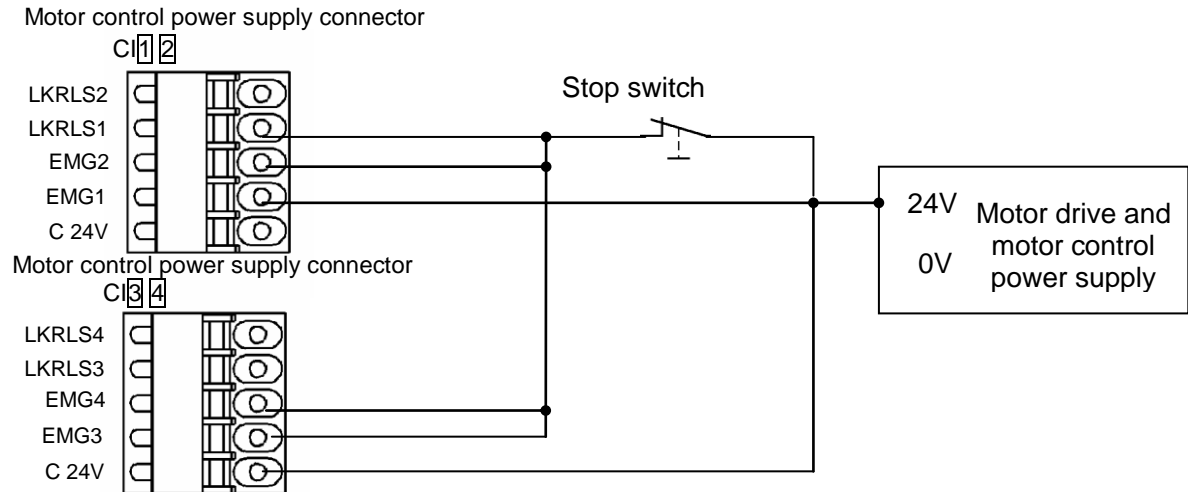 Motor control power supply connector
CI1 2
LKRLS2
LKRLS1
EMG2
EMG1
C 24V
Stop switch
24V
0V
Motor drive and
motor control
power supply
Motor control power supply connector
CI3 4
LKRLS4
LKRLS3
EMG4
EMG3
C 24V